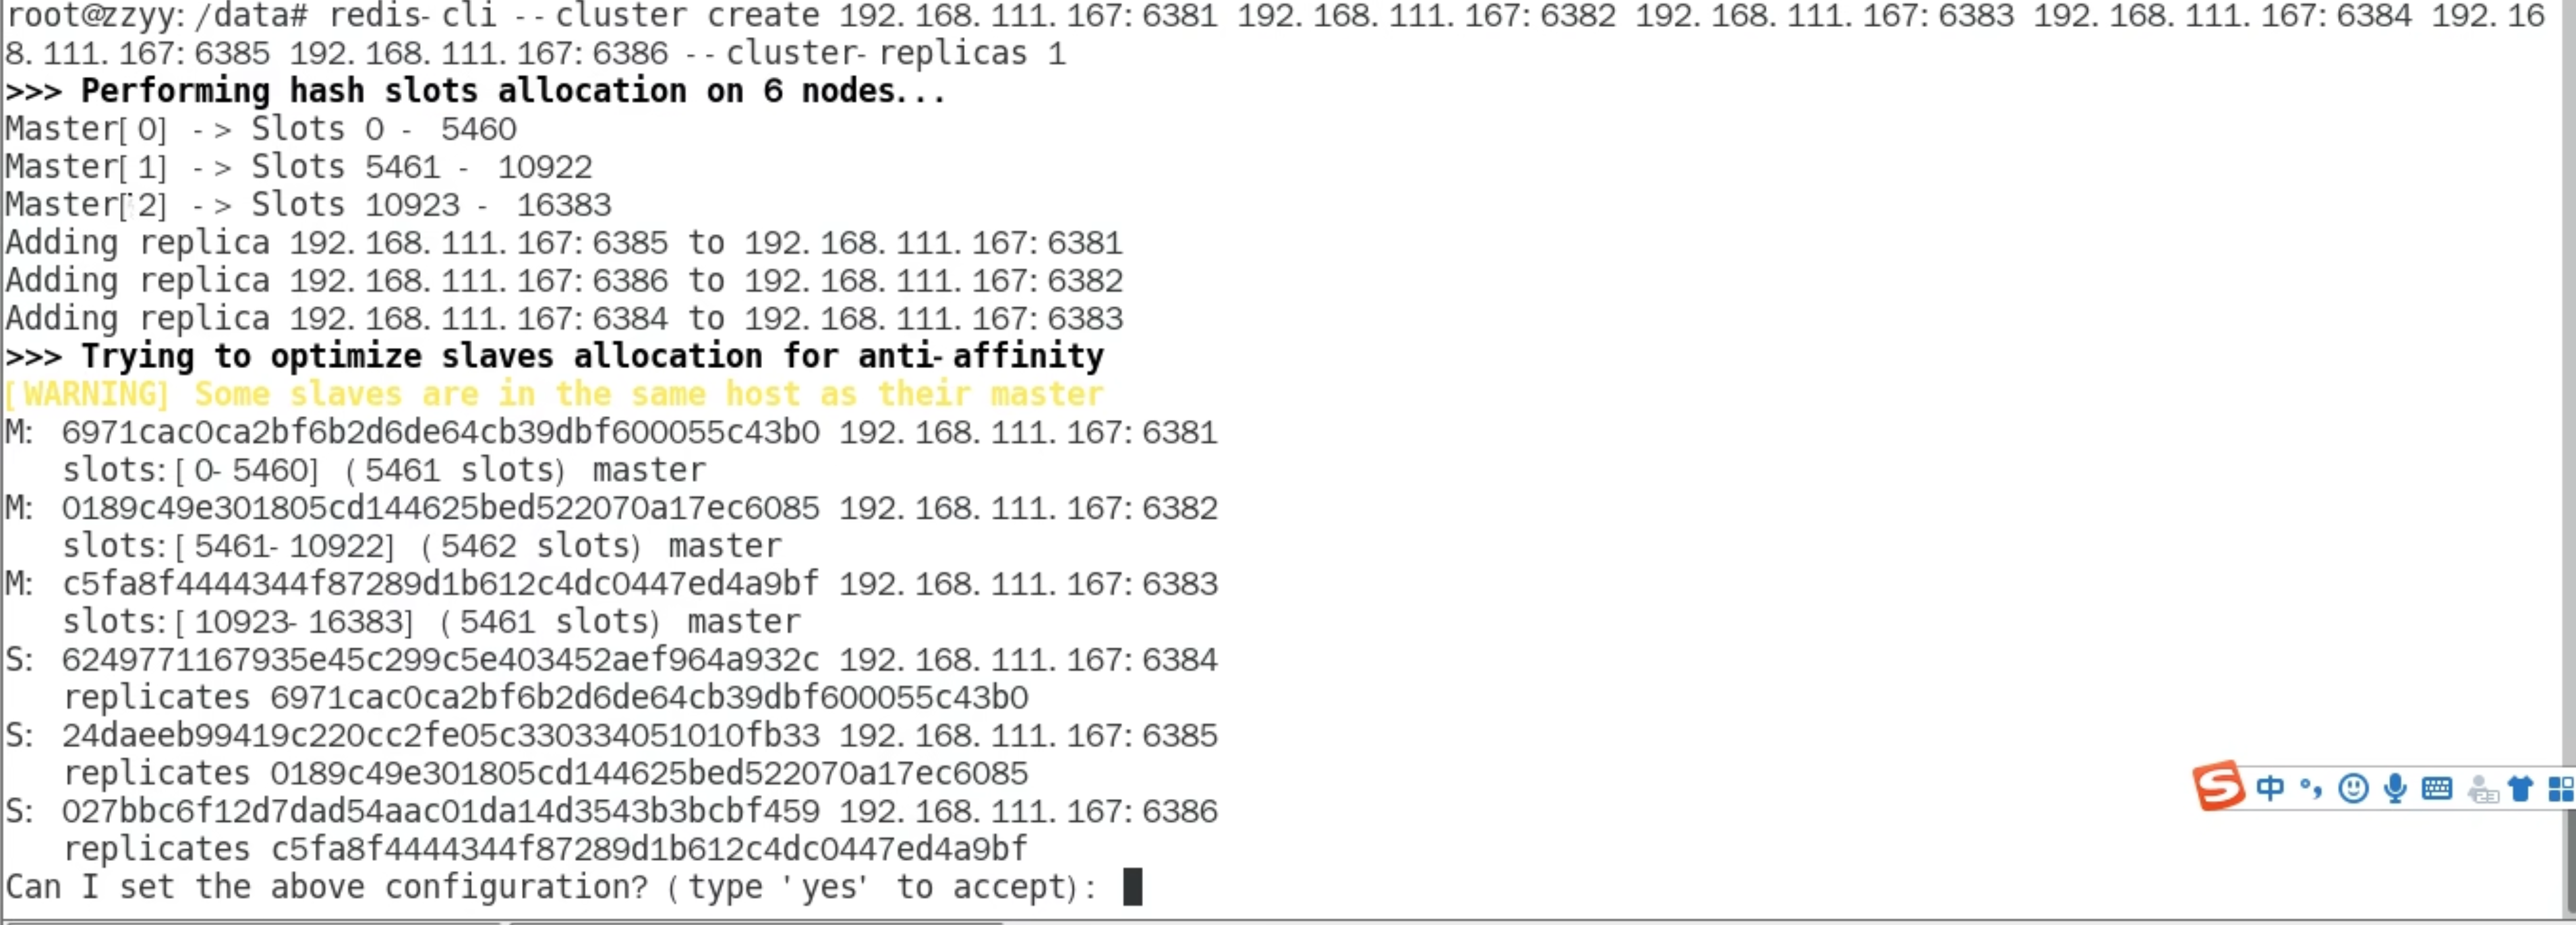 root@zzyy:/data# redis-cli --cluster create 192.168.111.167:6381 192.168.111.167:6382 192.168.111.167:6383 192.168.111.167:6384 192.16
8.111.167:6385 192.168.111.167:6386 --cluster-replicas 1
>>> Performing hash slots allocation on 6 nodes...
Master[0] -> Slots 0 - 5460
Master[1] -> Slots 5461 - 10922
Master[2] -> Slots 10923 - 16383
Adding replica 192.168.111.167:6385 to 192.168.111.167:6381
Adding replica 192.168.111.167:6386 to 192.168.111.167:6382
Adding replica 192.168.111.167:6384 to 192.168.111.167:6383
>>> Trying to optimize slaves allocation for anti-affinity
[WARNING] Some slaves are in the same host as their master
M: 6971cac0ca2bf6b2d6de64cb39dbf600055c43b0 192.168.111.167:6381
   slots:[0-5460] (5461 slots) master
M: 0189c49e301805cd144625bed522070a17ec6085 192.168.111.167:6382
   slots:[5461-10922] (5462 slots) master
M: c5fa8f4444344f87289d1b612c4dc0447ed4a9bf 192.168.111.167:6383
   slots:[10923-16383] (5461 slots) master
S: 6249771167935e45c299c5e403452aef964a932c 192.168.111.167:6384
   replicates 6971cac0ca2bf6b2d6de64cb39dbf600055c43b0
S: 24daeeb99419c220cc2fe05c330334051010fb33 192.168.111.167:6385
   replicates 0189c49e301805cd144625bed522070a17ec6085
S: 027bbc6f12d7dad54aac01da14d3543b3bcbf459 192.168.111.167:6386
   replicates c5fa8f4444344f87289d1b612c4dc0447ed4a9bf
Can I set the above configuration? (type 'yes' to accept):
中